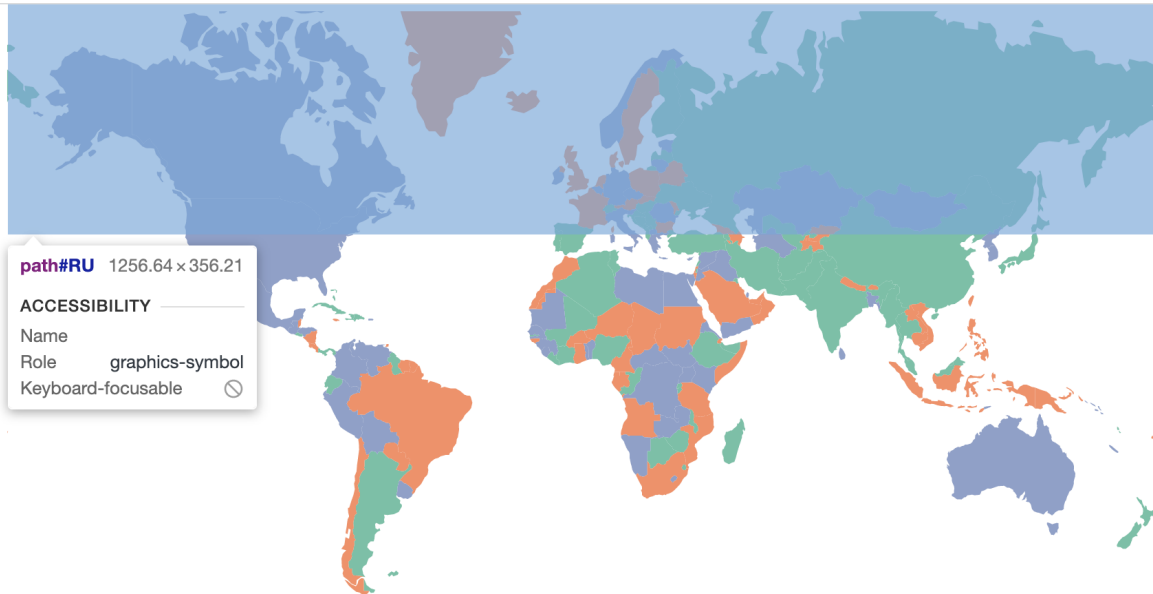 path#RU 1256.64 × 356.21
ACCESSIBILITY
Name
Role graphics-symbol
Keyboard-focusable